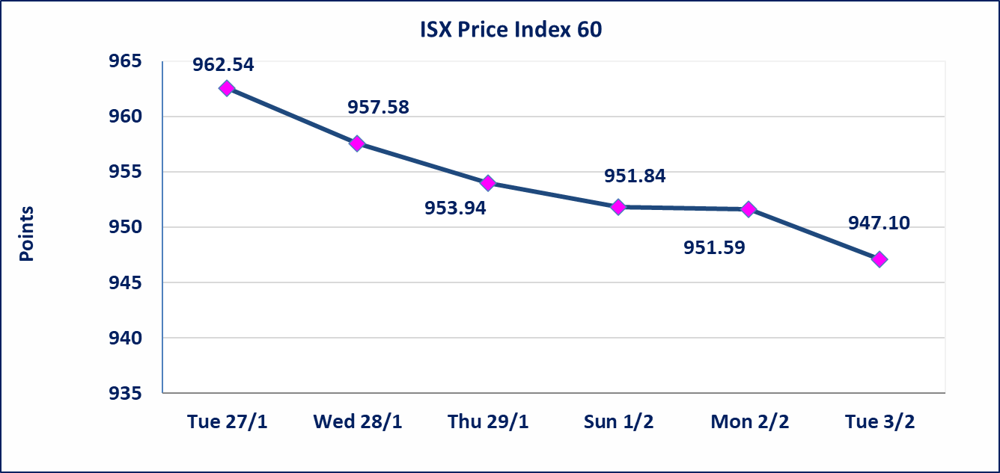 ISX Price Index 60
965
960
955
950
945
940
935
Points
962.54
957.58
953.94
951.84
951.59
947.10
Tue 27/1
Wed 28/1
Thu 29/1
Sun 1/2
Mon 2/2
Tue 3/2